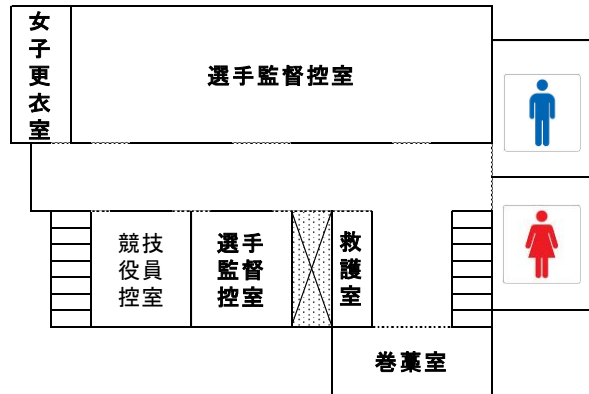 女子更衣室
選手監督控室
競技
役員
控室
選手
監督
控室
救護室
巻藁室